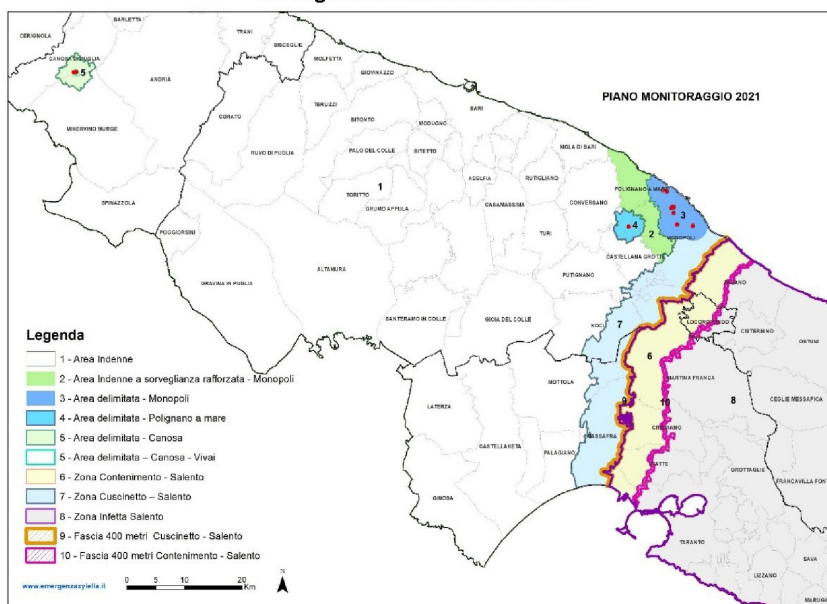 PIANO MONITORAGGIO 2021
CERIGNOLA
BARLETTA
TRANI
BISCEGLIE
MOLFETTA
GIOVINAZZO
CANOSA DI PUGLIA
5
ANDRIA
CORATO
TERLIZZI
BITONTO
BARI
MODUGNO
MINERVINO MURGE
RUVO DI PUGLIA
PALO DEL COLLE
BITETTO
MOLA DI BARI
ADELFIA
RUTIGLIANO
POLIGNANO A MARE
1
TORITTO
GRUMO APPULA
CASAMASSIMA
CONVERSANO
SPINAZZOLA
POGGIORSINI
TURI
4
2
3
MONOPOLI
CASTELLANA GROTTE
ALTAMURA
GRAVINA IN PUGLIA
PUTIGNANO
SANTERAMO IN COLLE
GIOIA DEL COLLE
NOCI
7
LOCOROTONDO
CISTERNINO
OSTUNI
6
MOTTOLA
MARTINA FRANCA
LATERZA
9
10
8
CEGLIE MESSAPICA
CASTELLANETA
PALAGIANO
MASSAFRA
CRISPIANO
STATTE
GROTTAGLIE
FRANCAVILLA FONT
GINOSA
TARANTO
SAVA
LIZZANO
MARUGG
Legenda
1 - Area Indenne
2 - Area Indenne a sorveglianza rafforzata - Monopoli
3 - Area delimitata - Monopoli
4 - Area delimitata - Polignano a mare
5 - Area delimitata - Canosa
5 - Area delimitata – Canosa - Vivai
6 - Zona Contenimento - Salento
7 - Zona Cuscinetto – Salento
8 - Zona Infetta Salento
9 - Fascia 400 metri Cuscinetto - Salento
10 - Fascia 400 metri Contenimento - Salento
www.emergenzaxylella.it
0 5 10 20
Km
N